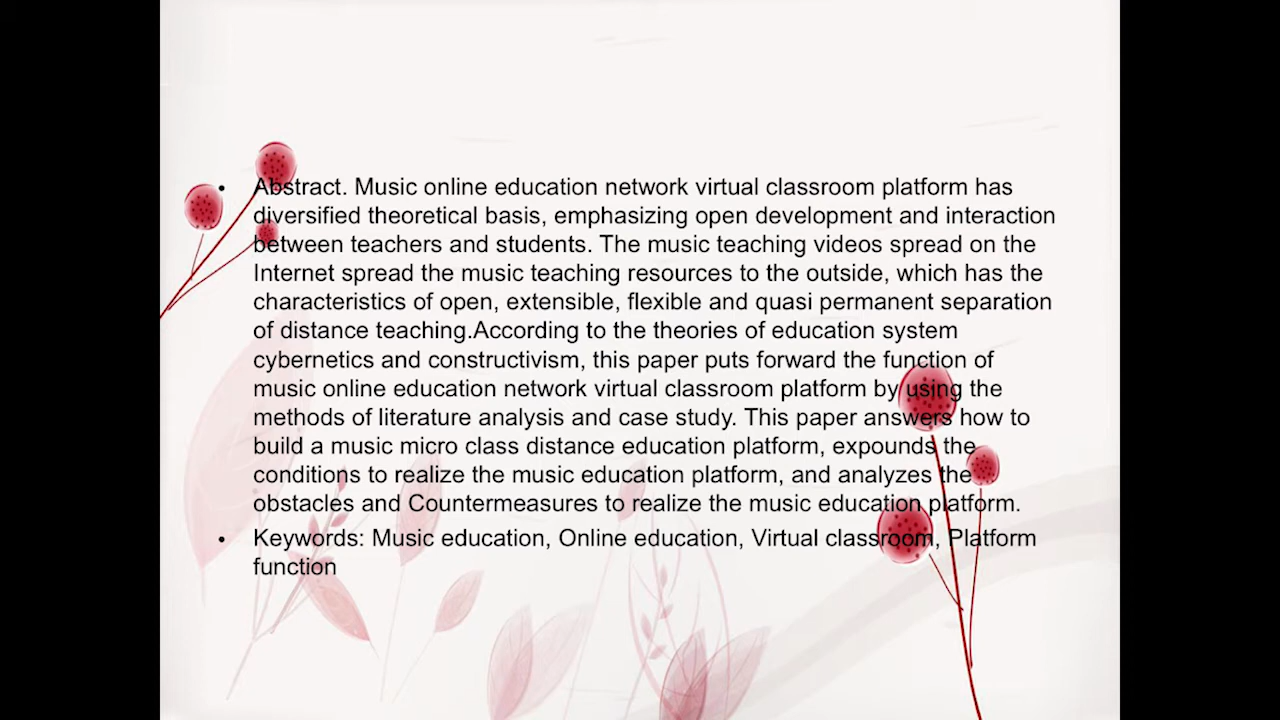 • Abstract. Music online education network virtual classroom platform has
diversified theoretical basis, emphasizing open development and interaction
between teachers and students. The music teaching videos spread on the
Internet spread the music teaching resources to the outside, which has the
characteristics of open, extensible, flexible and quasi permanent separation
of distance teaching.According to the theories of education system
cybernetics and constructivism, this paper puts forward the function of
music online education network virtual classroom platform by using the
methods of literature analysis and case study. This paper answers how to
build a music micro class distance education platform, expounds the
conditions to realize the music education platform, and analyzes the
obstacles and Countermeasures to realize the music education platform.
• Keywords: Music education, Online education, Virtual classroom, Platform
function